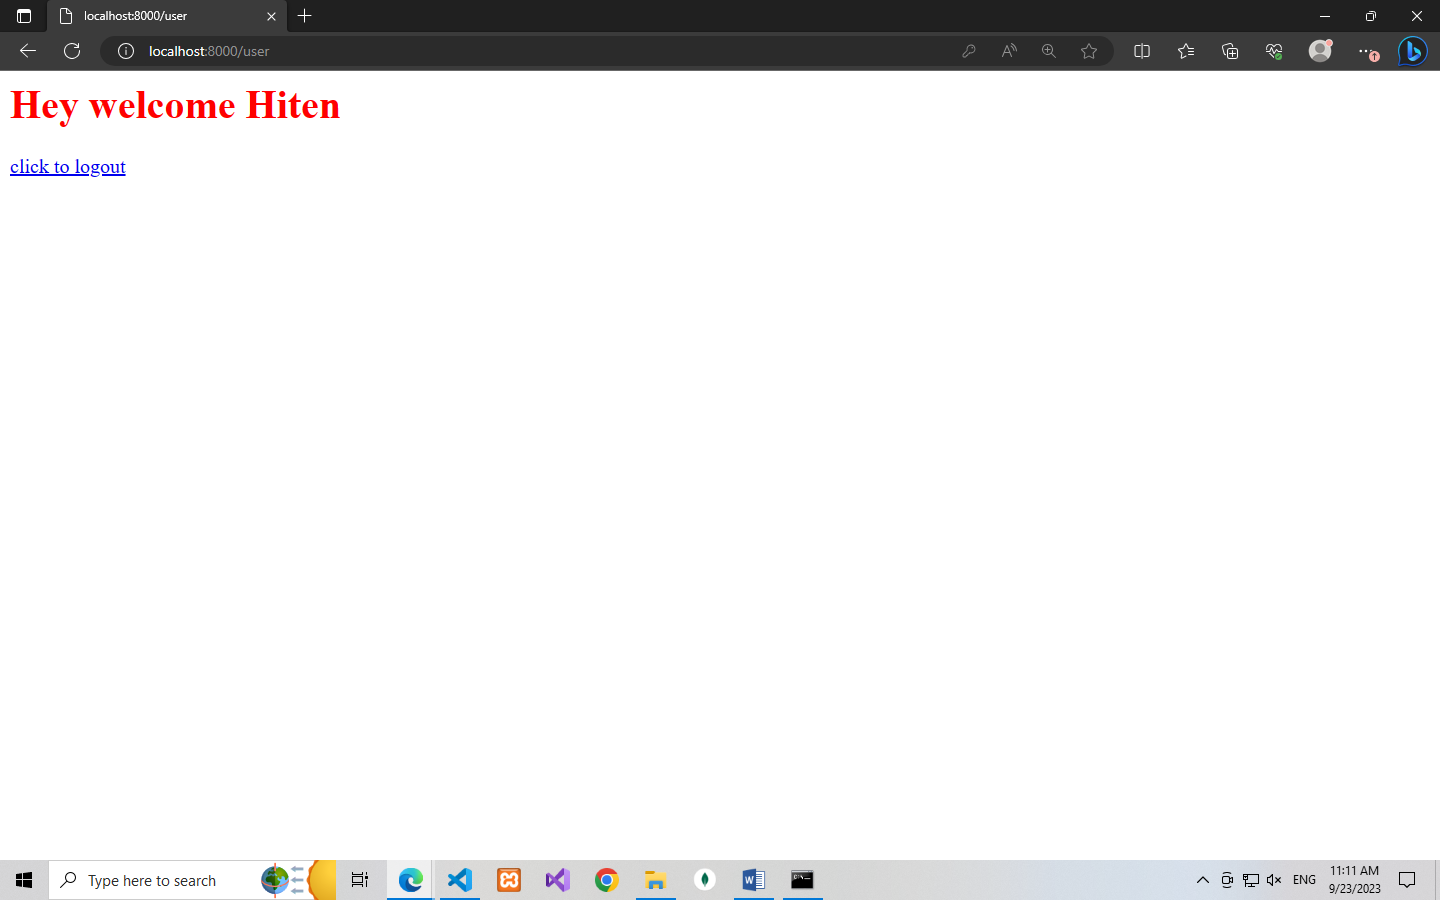 localhost:8000/user
localhost:8000/user
Hey welcome Hiten
click to logout
Type here to search
ENG
11:11 AM
9/23/2023